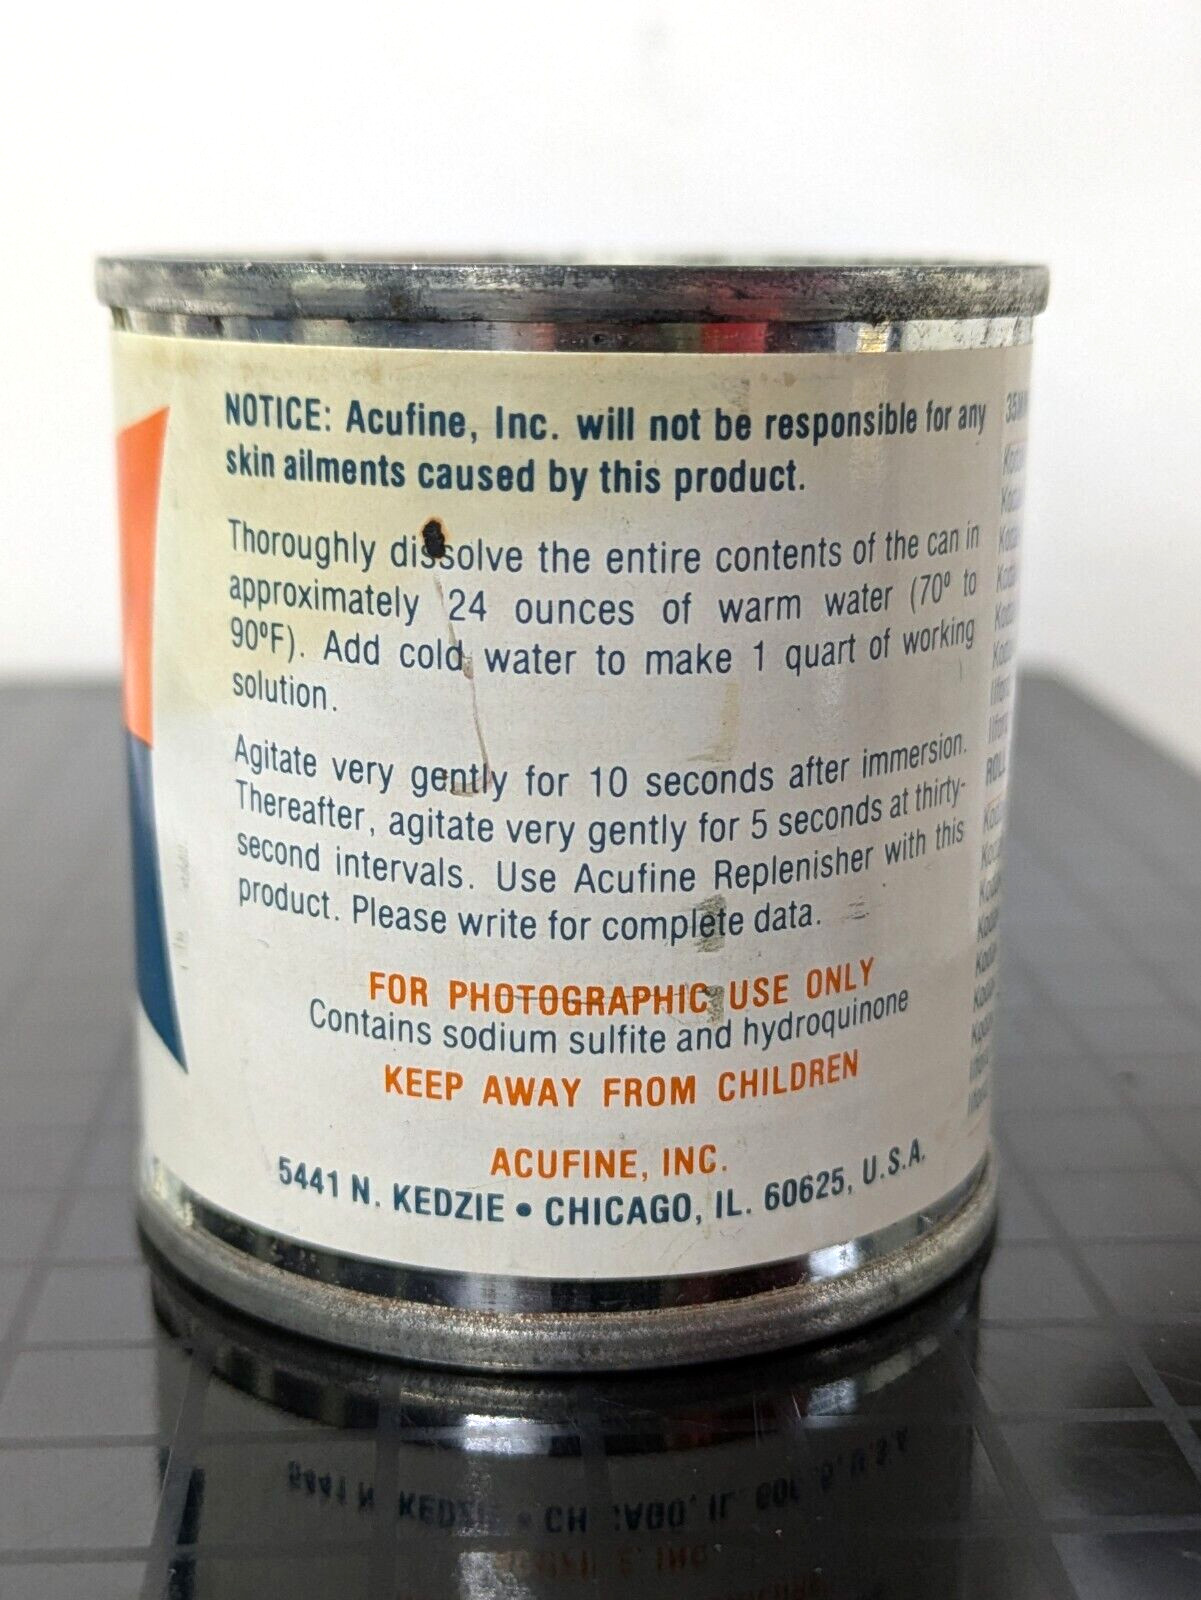 NOTICE: Acufine, Inc. will not be responsible for any
skin ailments caused by this product.
Thoroughly dissolve the entire contents of the can in
approximately 24 ounces of warm water (70º to
90ºF). Add cold water to make 1 quart of working
solution.
Agitate very gently for 10 seconds after immersion.
Thereafter, agitate very gently for 5 seconds at thirty-
second intervals. Use Acufine Replenisher with this
product. Please write for complete data.
FOR PHOTOGRAPHIC USE ONLY
Contains sodium sulfite and hydroquinone
KEEP AWAY FROM CHILDREN
ACUFINE, INC.
5441 N. KEDZIE • CHICAGO, IL. 60625, U.S.A.